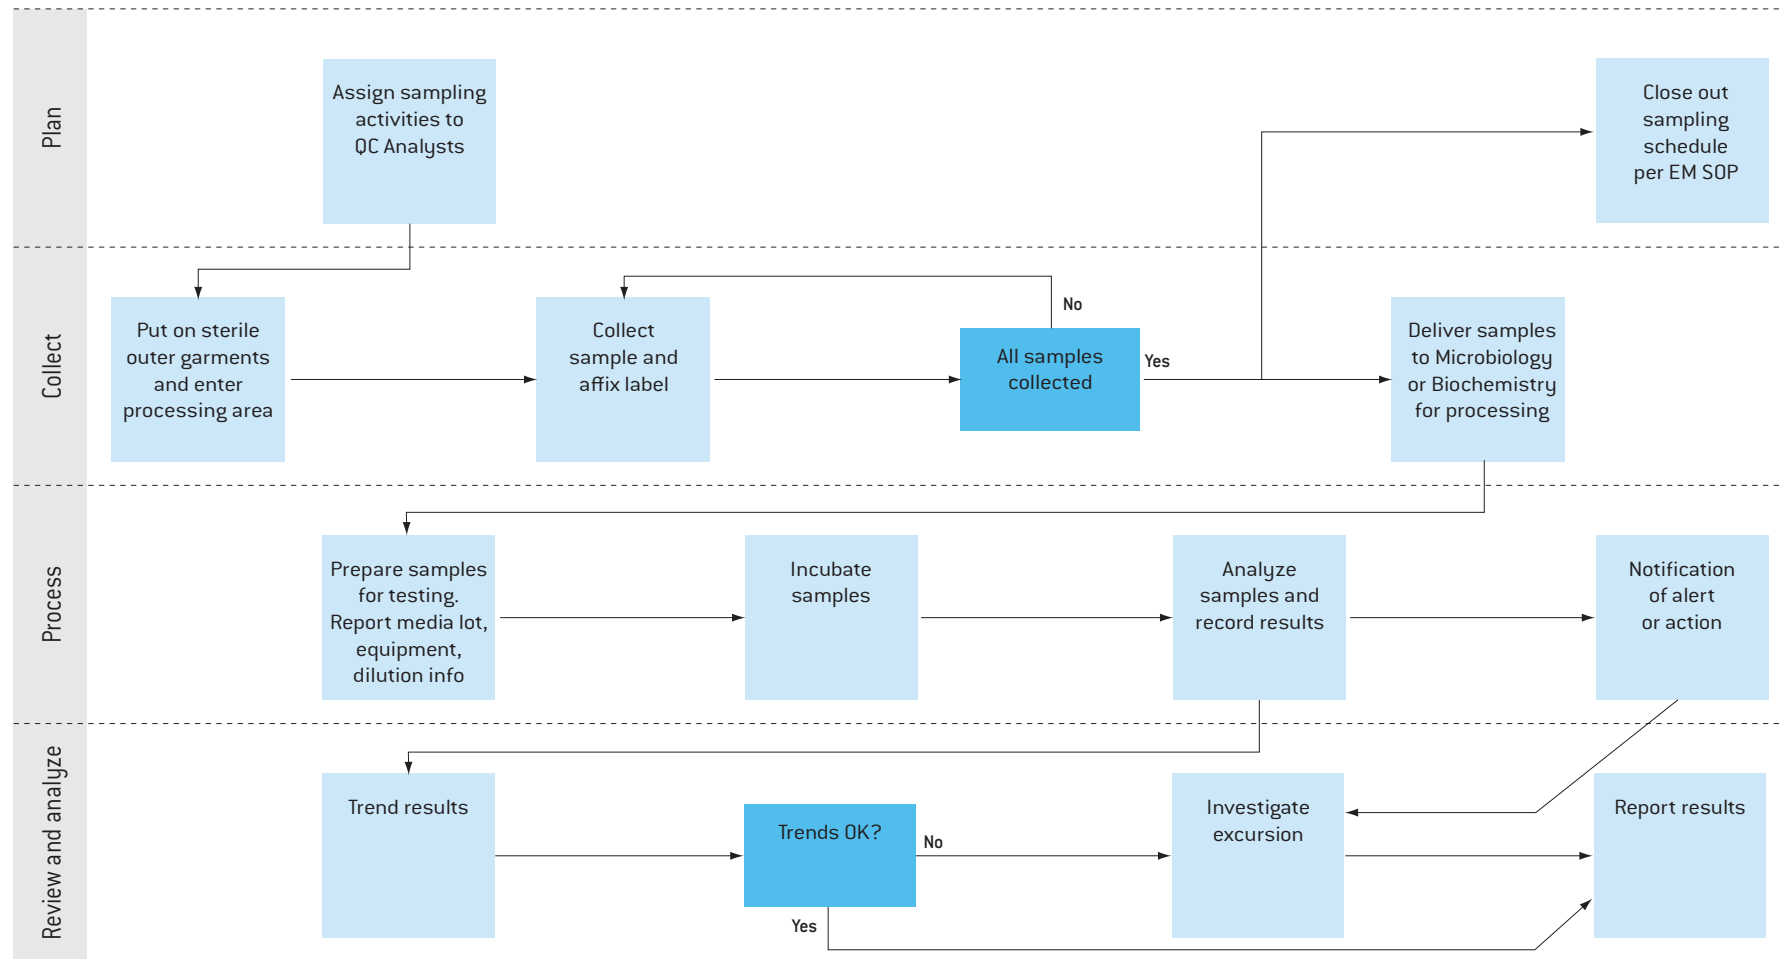 Plan
Assign sampling
activities to
QC Analysts
Close out
sampling
schedule
per EM SOP
Collect
Put on sterile
outer garments
and enter
processing area
Collect
sample and
affix label
No
All samples
collected
Yes
Deliver samples
to Microbiology
or Biochemistry
for processing
Process
Prepare samples
for testing.
Report media lot,
equipment,
dilution info
Incubate
samples
Analyze
samples and
record results
Notification
of alert
or action
Review and analyze
Trend results
Trends OK?
No
Yes
Investigate
excursion
Report results